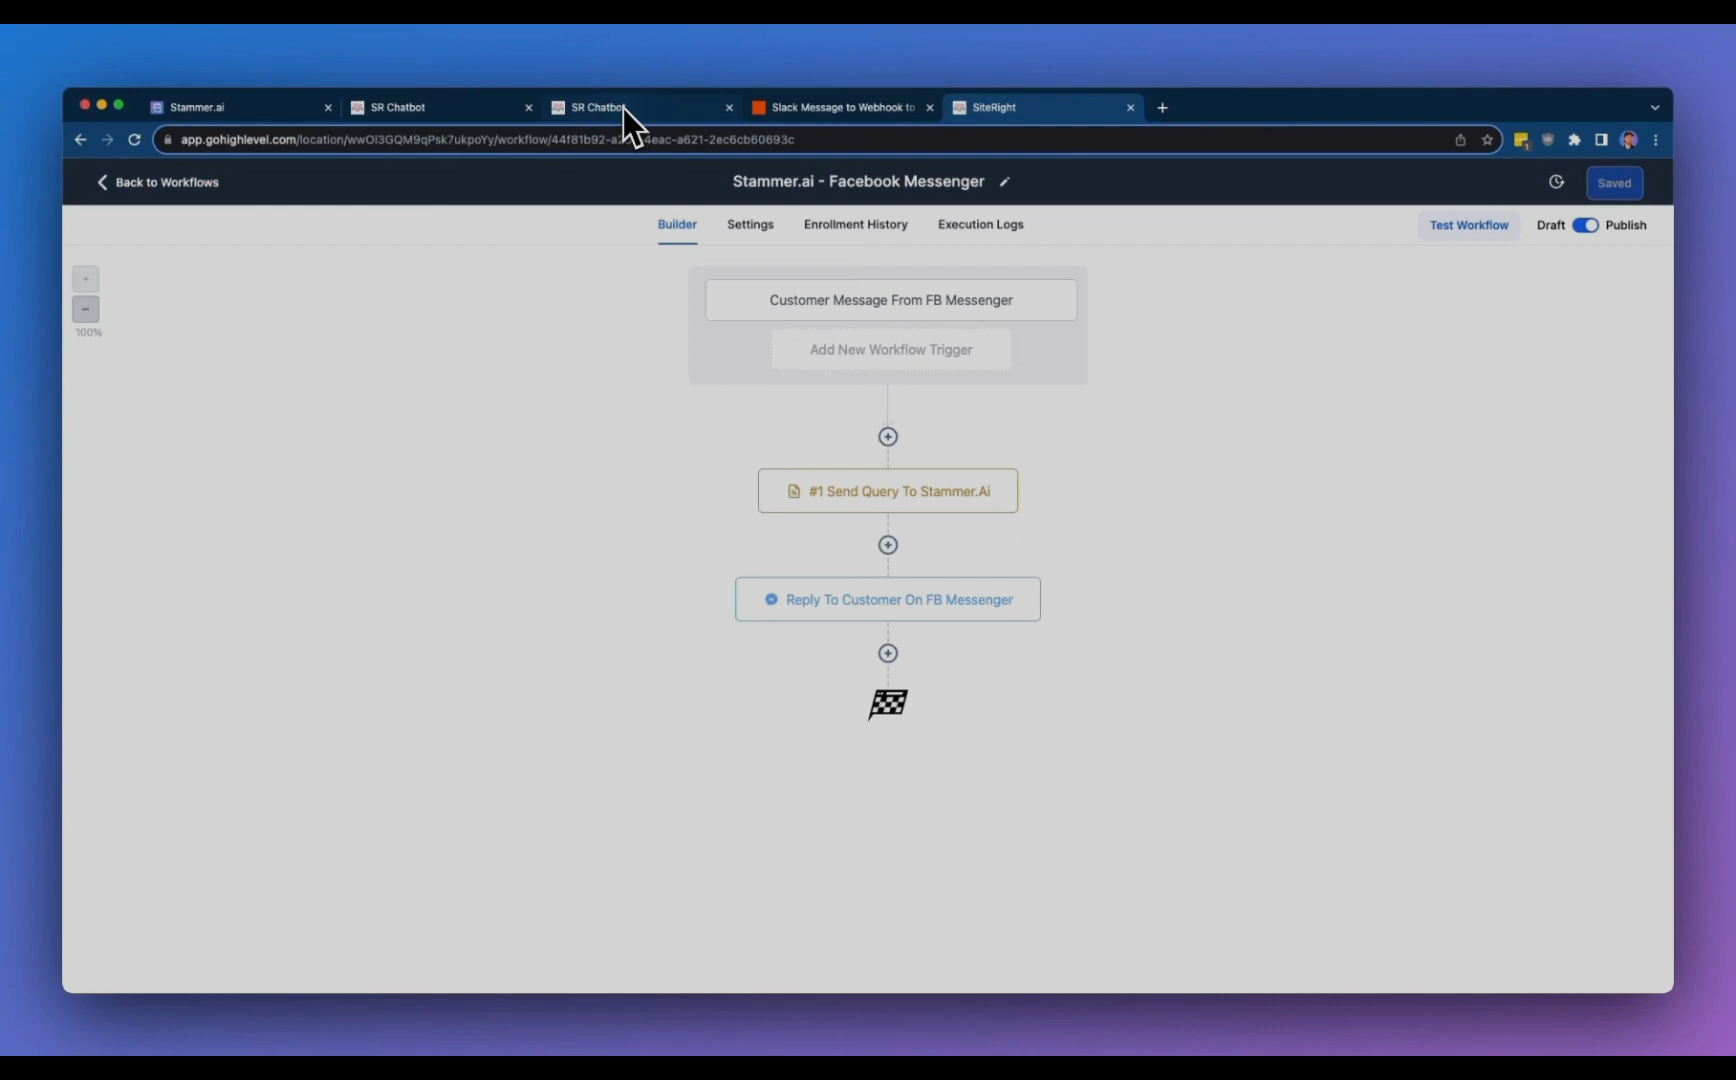 Stammer.ai
SR Chatbot
SR Chatbot
Slack Message to Webhook to
SiteRight
app.gohighlevel.com/location/wwOl3GQM9qPsk7ukpoYy/workflow/44f81b92-a2
4eac-a621-2ec6cb60693c
Back to Workflows
Stammer.ai - Facebook Messenger
Saved
Builder
Settings
Enrollment History
Execution Logs
Test Workflow
Draft
Publish
+
-
100%
Customer Message From FB Messenger
Add New Workflow Trigger
#1 Send Query To Stammer.Ai
Reply To Customer On FB Messenger